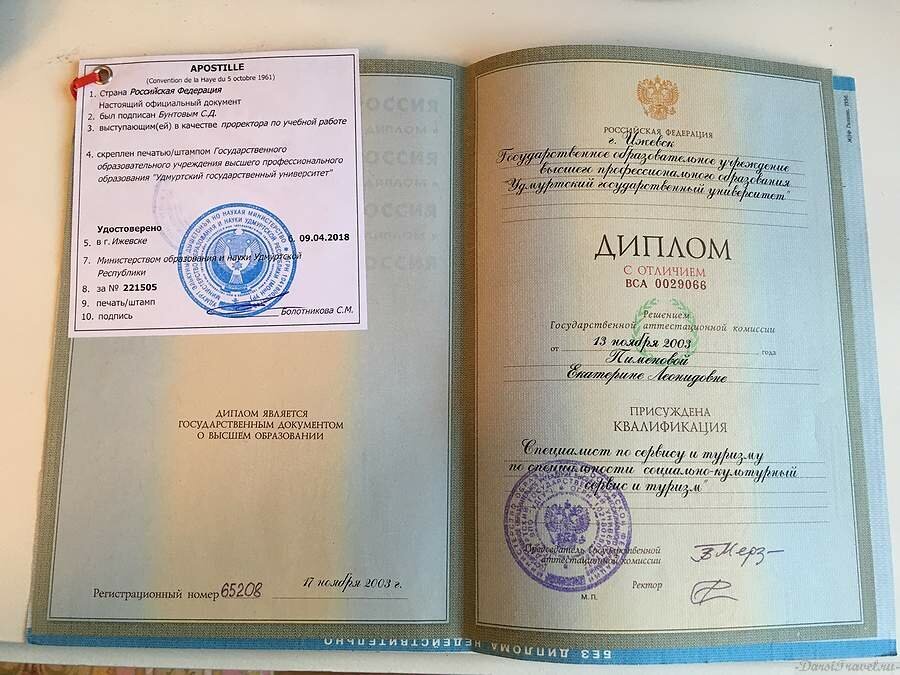 APOSTILLE
(Convention de la Haye du 5 octobre 1961)
1. Страна Российская Федерация
Настоящий официальный документ
2. был подписан Бунтовым С.Д.
3. выступающим(ей) в качестве проректора по учебной работе
4. скреплен печатью/штампом Государственного
образовательного учреждения высшего профессионального
образования "Удмуртский государственный университет"
Удостоверено
5. в г. Ижевске 6. 09.04.2018
7. Министерством образования и науки Удмуртской
Республики
8. за № 221505
9. печать/штамп
10. подпись Болотникова С.М.
ДИПЛОМ ЯВЛЯЕТСЯ
ГОСУДАРСТВЕННЫМ ДОКУМЕНТОМ
О ВЫСШЕМ ОБРАЗОВАНИИ
Регистрационный номер 65208 17 ноября 2003 г.
РОССИЙСКАЯ ФЕДЕРАЦИЯ
г. Ижевск
Государственное образовательное учреждение
высшего профессионального образования
"Удмуртский государственный университет"
ДИПЛОМ
С ОТЛИЧИЕМ
ВСА 0029066
Решением
Государственной аттестационной комиссии
от 13 ноября 2003 года
Пименовой
Екатерине Леонидовне
ПРИСУЖДЕНА
КВАЛИФИКАЦИЯ
Специалист по сервису и туризму
по специальности социально-культурный
сервис и туризм"
Председатель Государственной
аттестационной комиссии
Ректор
М.П.
БЕЗ ДИПЛОМА НЕДЕЙСТВИТЕЛЬНО
-DarsiTravel.ru-